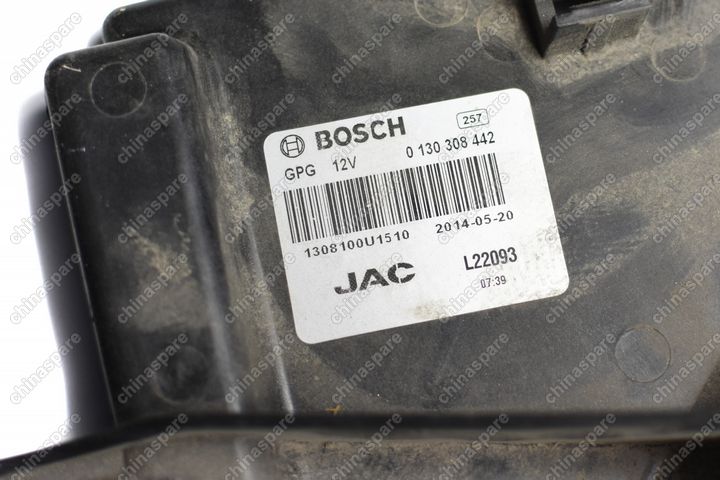 BOSCH 257
GPG 12V 0 130 308 442
1308100U1510 2014-05-20
JAC L22093
07:39
chinaspare